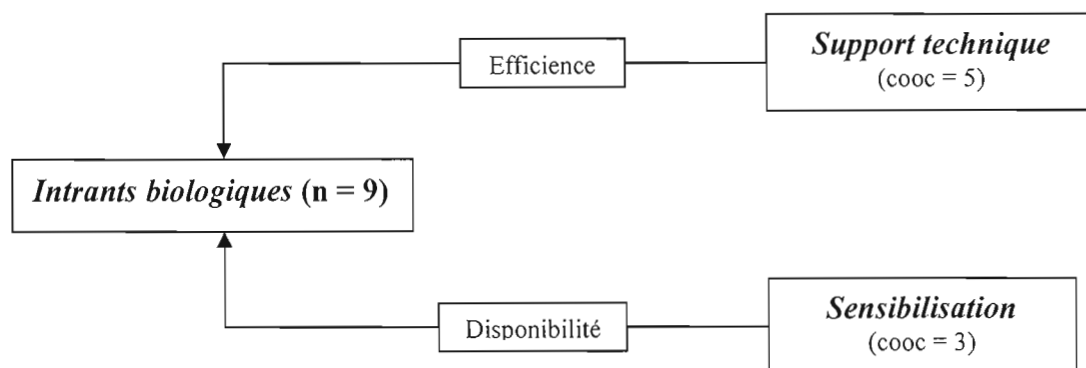 Efficience
Support technique
(cooc = 5)
Intrants biologiques (n = 9)
Disponibilité
Sensibilisation
(cooc = 3)